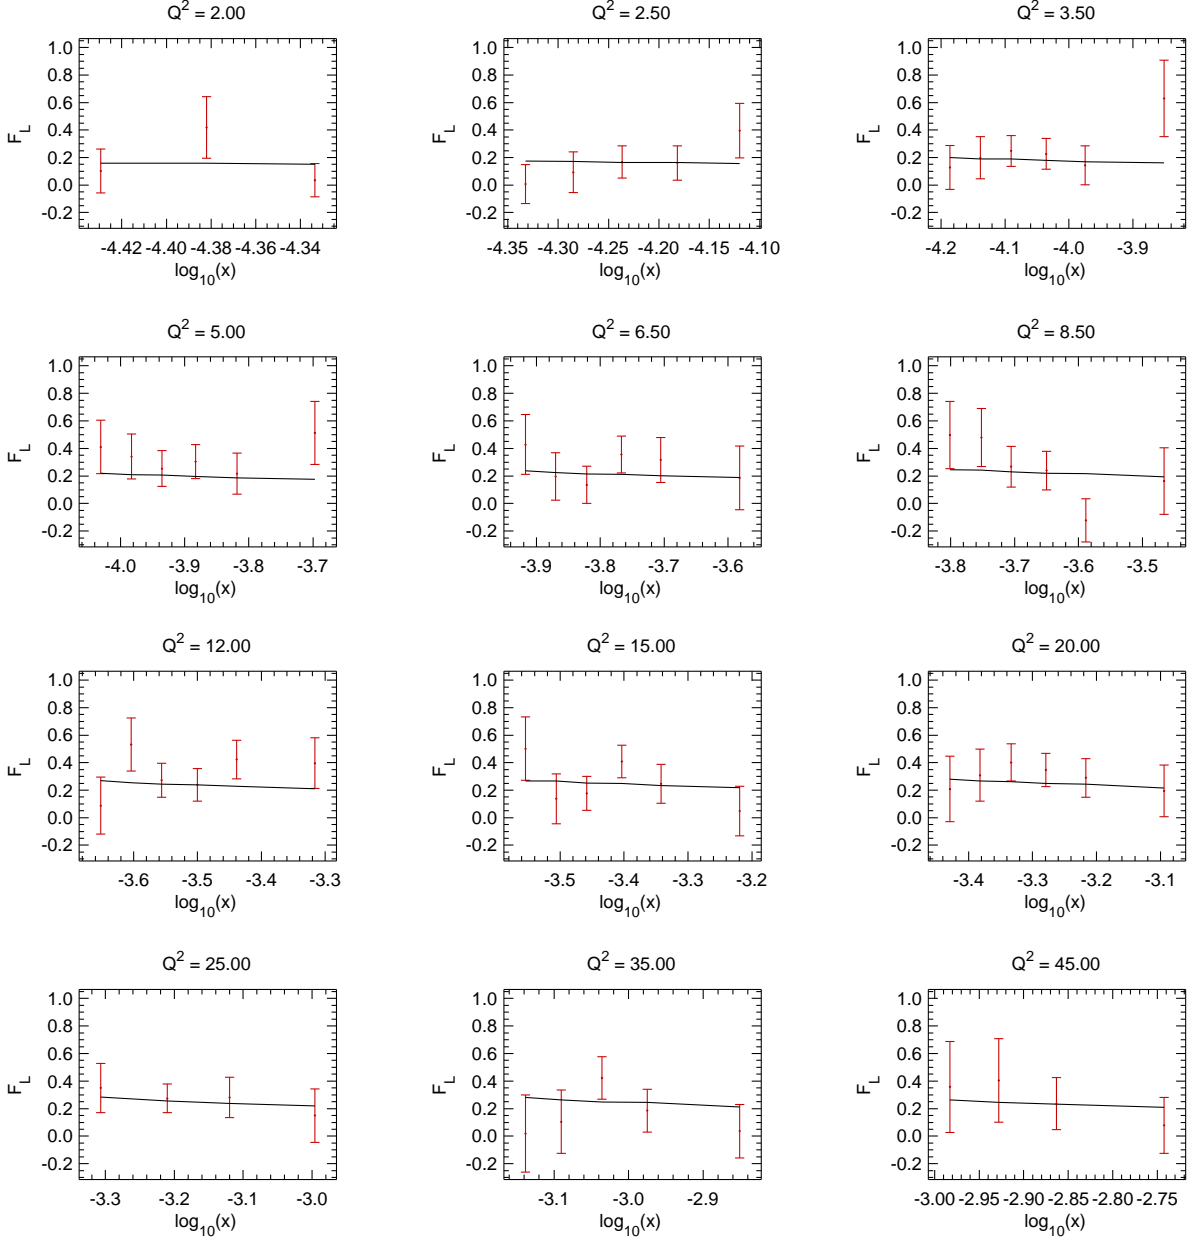 Q² = 2.00
1.0
0.8
0.6
0.4
0.2
0.0
-0.2
F_L
-4.42 -4.40 -4.38 -4.36 -4.34
log₁₀(x)
Q² = 2.50
1.0
0.8
0.6
0.4
0.2
0.0
-0.2
F_L
-4.35 -4.30 -4.26 -4.22 -4.18 -4.15 -4.10
log₁₀(x)
Q² = 3.50
1.0
0.8
0.6
0.4
0.2
0.0
-0.2
F_L
-4.2 -4.1 -4.0 -3.9
log₁₀(x)
Q² = 5.00
1.0
0.8
0.6
0.4
0.2
0.0
-0.2
F_L
-4.0 -3.9 -3.8 -3.7
log₁₀(x)
Q² = 6.50
1.0
0.8
0.6
0.4
0.2
0.0
-0.2
F_L
-3.9 -3.8 -3.7 -3.6
log₁₀(x)
Q² = 8.50
1.0
0.8
0.6
0.4
0.2
0.0
-0.2
F_L
-3.8 -3.7 -3.6 -3.5
log₁₀(x)
Q² = 12.00
1.0
0.8
0.6
0.4
0.2
0.0
-0.2
F_L
-3.6 -3.5 -3.4 -3.3
log₁₀(x)
Q² = 15.00
1.0
0.8
0.6
0.4
0.2
0.0
-0.2
F_L
-3.5 -3.4 -3.3 -3.2
log₁₀(x)
Q² = 20.00
1.0
0.8
0.6
0.4
0.2
0.0
-0.2
F_L
-3.4 -3.3 -3.2 -3.1
log₁₀(x)
Q² = 25.00
1.0
0.8
0.6
0.4
0.2
0.0
-0.2
F_L
-3.3 -3.2 -3.1 -3.0
log₁₀(x)
Q² = 35.00
1.0
0.8
0.6
0.4
0.2
0.0
-0.2
F_L
-3.1 -3.0 -2.9
log₁₀(x)
Q² = 45.00
1.0
0.8
0.6
0.4
0.2
0.0
-0.2
F_L
-3.00 -2.95 -2.90 -2.85 -2.80 -2.75
log₁₀(x)